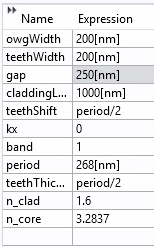 Name Expression
owgWidth 200[nm]
teethWidth 200[nm]
gap 250[nm]
claddingL... 1000[nm]
teethShift period/2
kx 0
band 1
period 268[nm]
teethThic... period/2
n_clad 1.6
n_core 3.2837